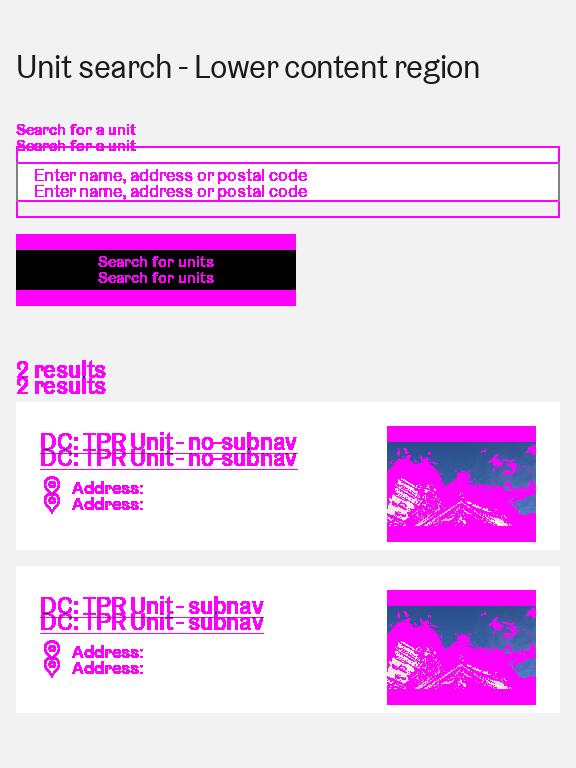 Unit search - Lower content region
Search for a unit
Search for a unit
Enter name, address or postal code
Enter name, address or postal code
Search for units
Search for units
2 results
2 results
DC: TPR Unit - no-subnav
DC: TPR Unit - no-subnav
Address:
Address:
DC: TPR Unit - subnav
DC: TPR Unit - subnav
Address:
Address: